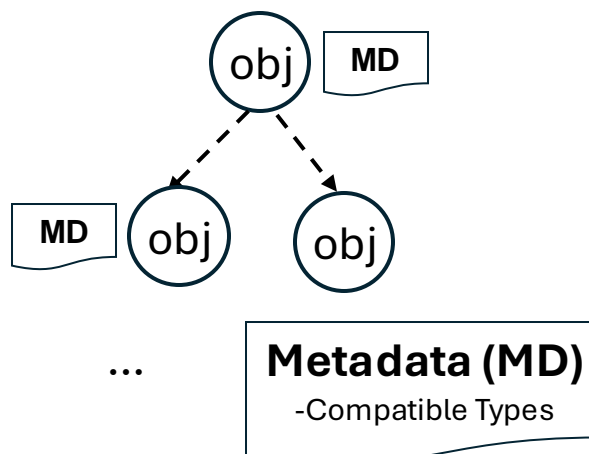 obj
MD
MD
obj
obj
...
Metadata (MD)
-Compatible Types